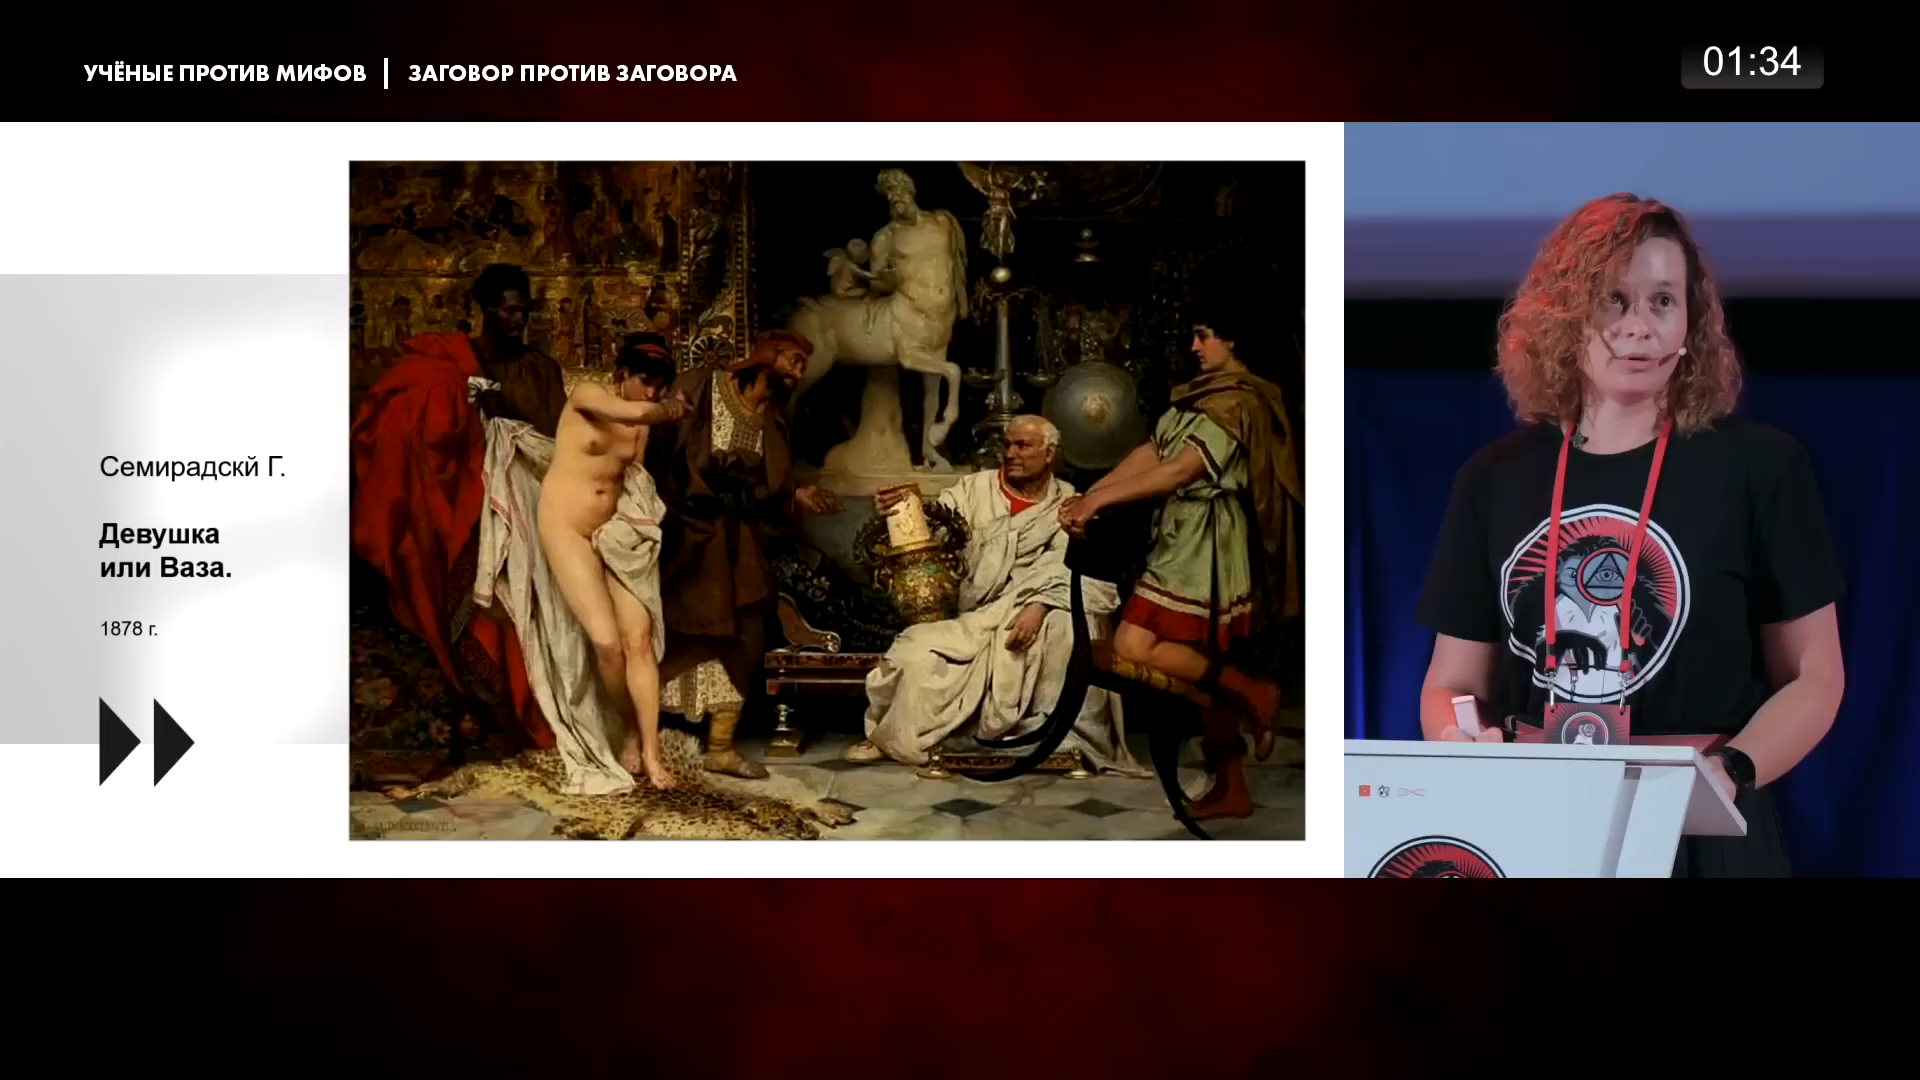 УЧЁНЫЕ ПРОТИВ МИФОВ | ЗАГОВОР ПРОТИВ ЗАГОВОРА
01:34
Семирадскй Г.
Девушка
или Ваза.
1878 г.